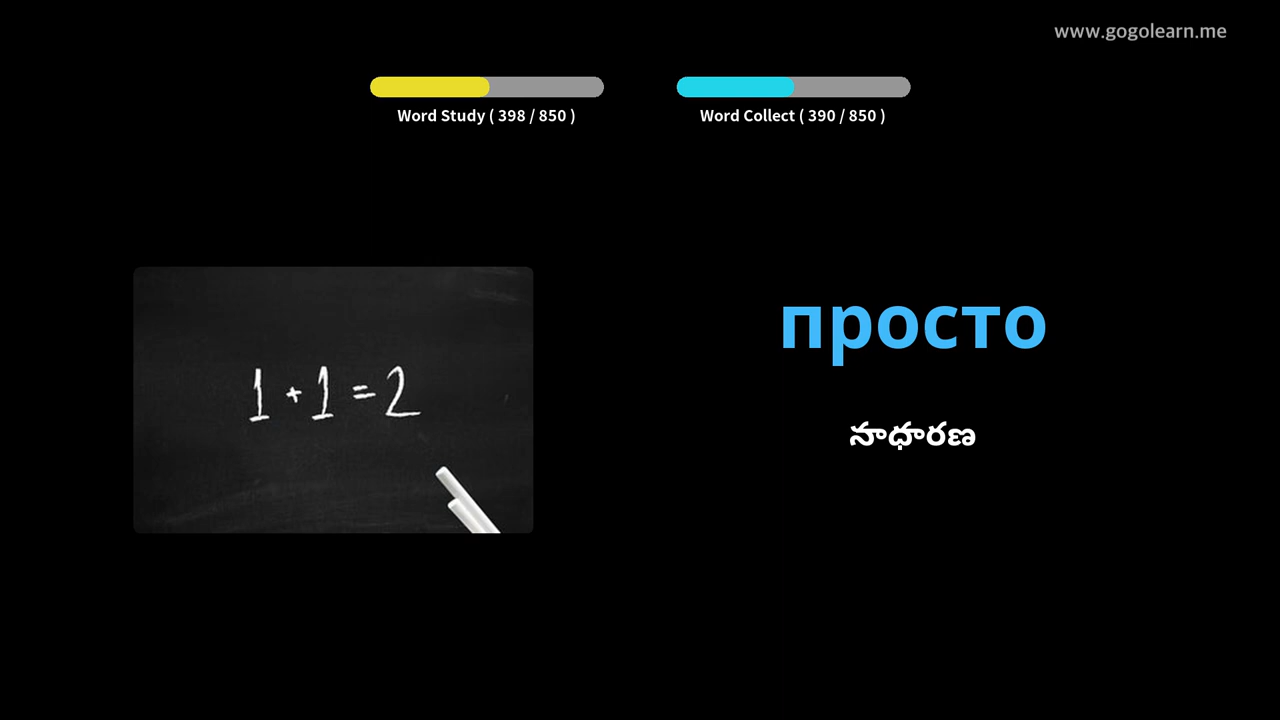 www.gogolearn.me
Word Study ( 398 / 850 )
Word Collect ( 390 / 850 )
1 + 1 = 2
просто
సాధారణ